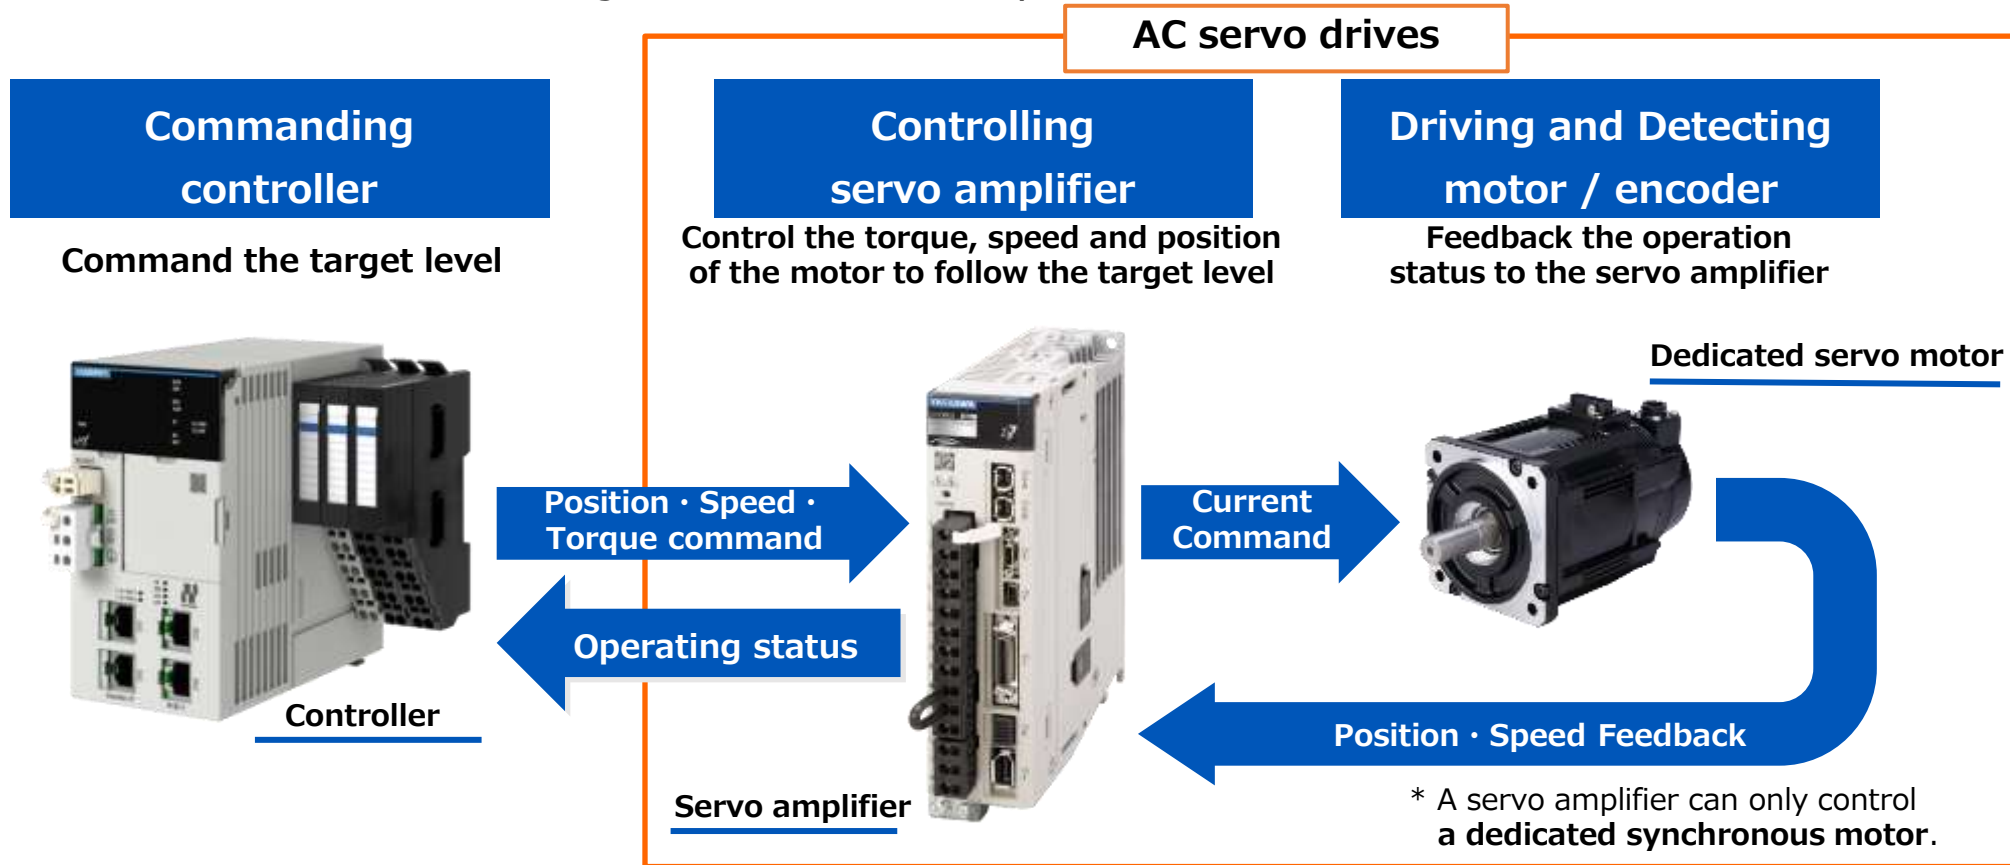 AC servo drives
Commanding
controller
Command the target level
Controlling
servo amplifier
Control the torque, speed and position
of the motor to follow the target level
Driving and Detecting
motor / encoder
Feedback the operation
status to the servo amplifier
Dedicated servo motor
Position・Speed・
Torque command
Current
Command
Operating status
Controller
Position・Speed Feedback
Servo amplifier
* A servo amplifier can only control
a dedicated synchronous motor.